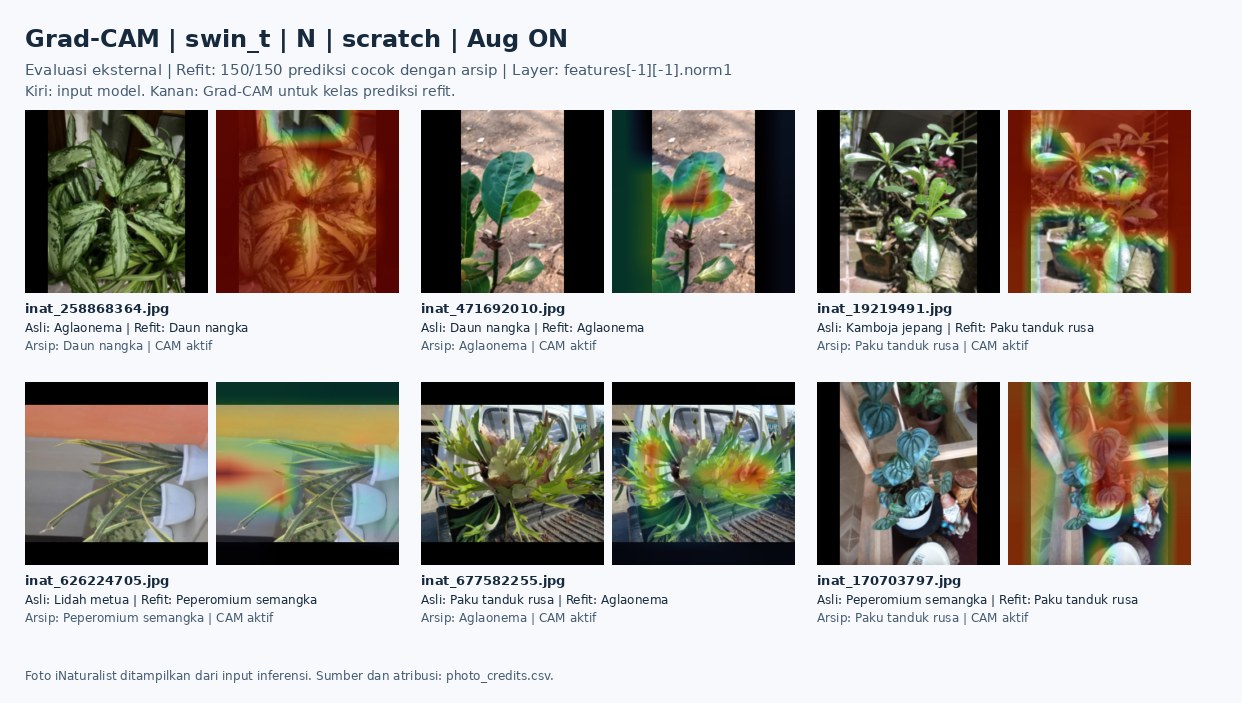 Grad-CAM | swin_t | N | scratch | Aug ON
Evaluasi eksternal | Refit: 150/150 prediksi cocok dengan arsip | Layer: features[-1][-1].norm1
Kiri: input model. Kanan: Grad-CAM untuk kelas prediksi refit.
inat_258868364.jpg
Asli: Aglaonema | Refit: Daun nangka
Arsip: Daun nangka | CAM aktif
inat_471692010.jpg
Asli: Daun nangka | Refit: Aglaonema
Arsip: Aglaonema | CAM aktif
inat_19219491.jpg
Asli: Kamboja jepang | Refit: Paku tanduk rusa
Arsip: Paku tanduk rusa | CAM aktif
inat_626224705.jpg
Asli: Lidah metua | Refit: Peperomium semangka
Arsip: Peperomium semangka | CAM aktif
inat_677582255.jpg
Asli: Paku tanduk rusa | Refit: Aglaonema
Arsip: Aglaonema | CAM aktif
inat_170703797.jpg
Asli: Peperomium semangka | Refit: Paku tanduk rusa
Arsip: Paku tanduk rusa | CAM aktif
Foto iNaturalist ditampilkan dari input inferensi. Sumber dan atribusi: photo_credits.csv.